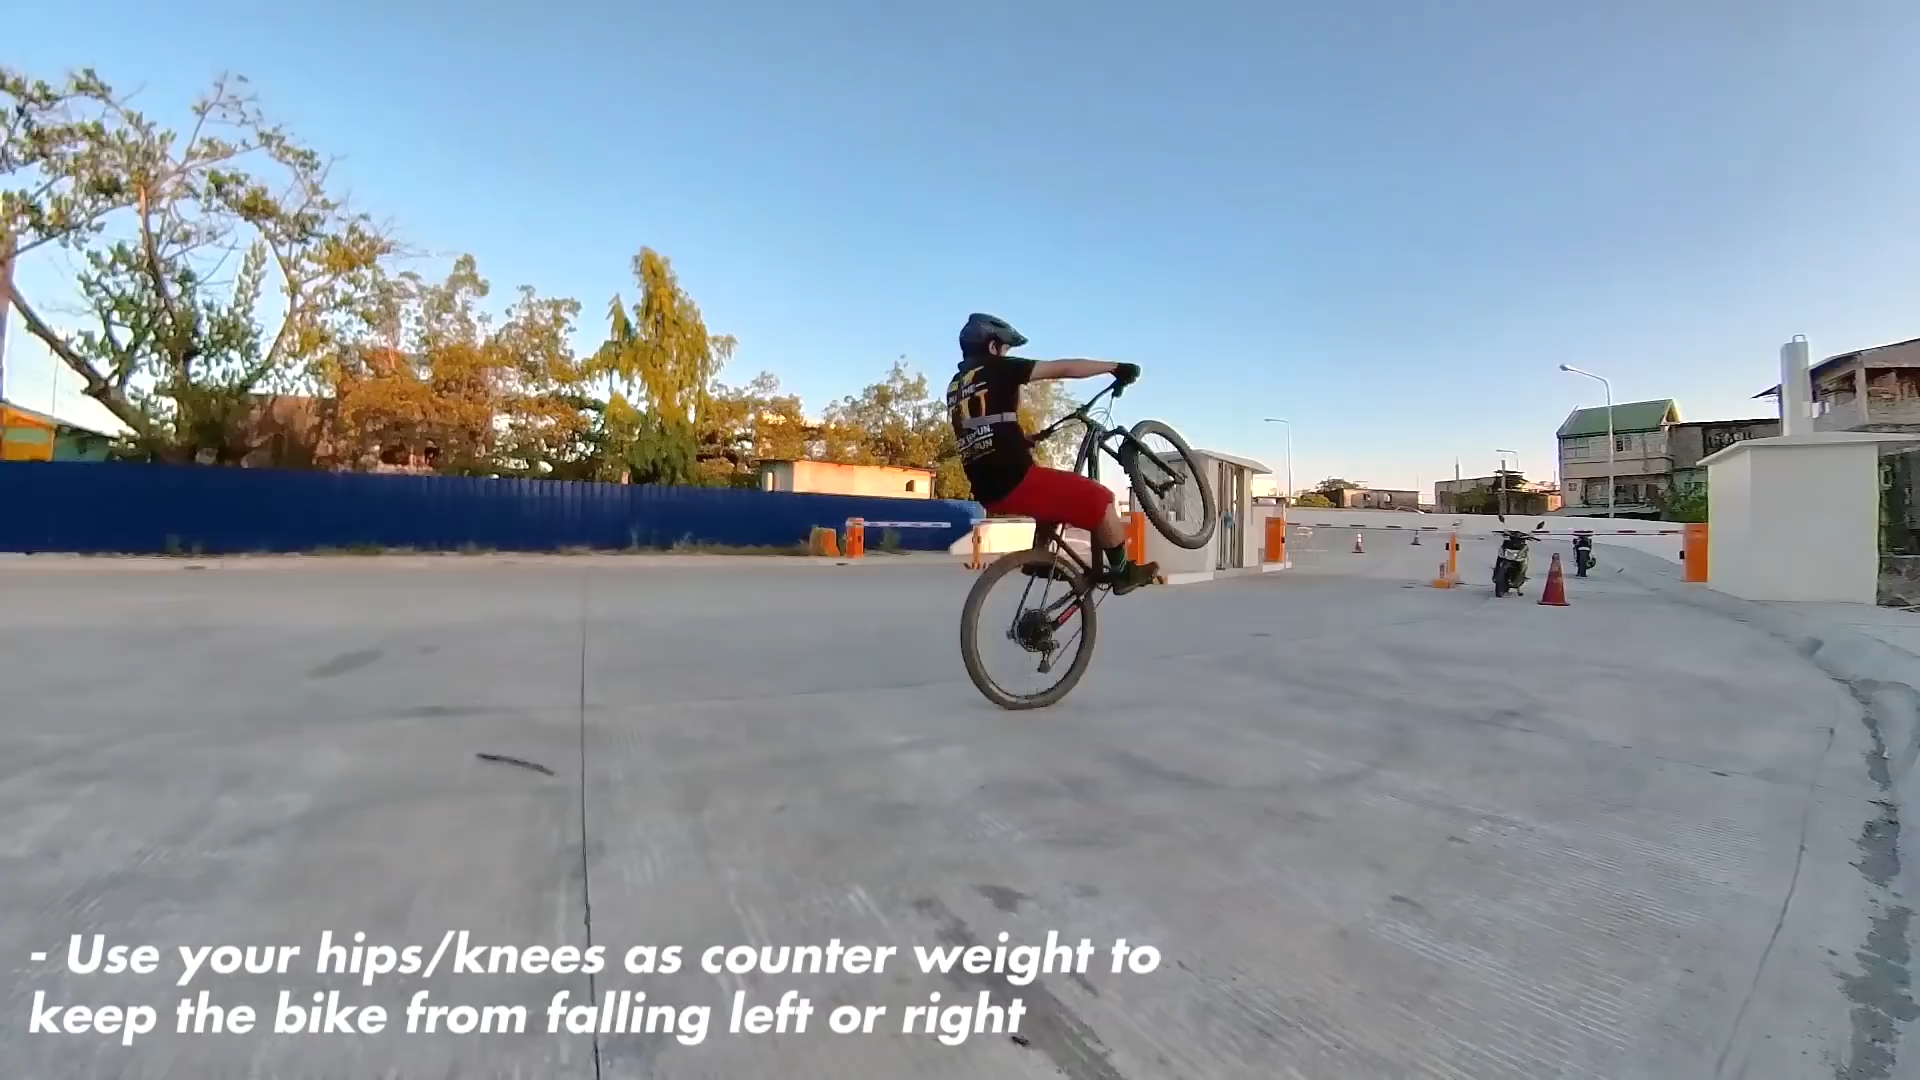 - Use your hips/knees as counter weight to
keep the bike from falling left or right